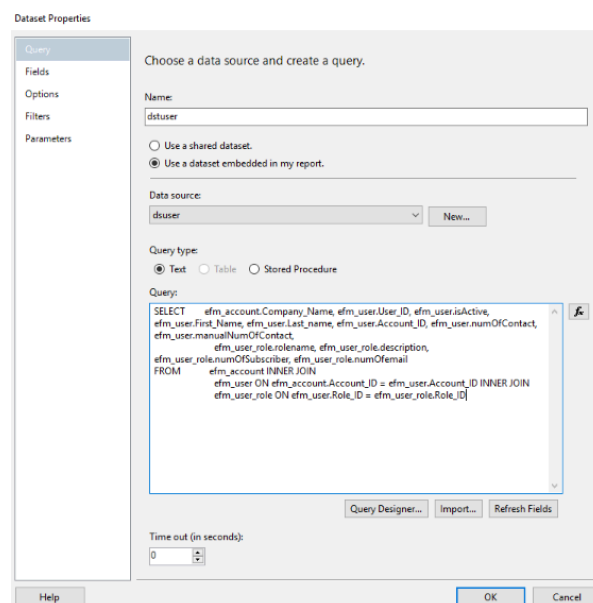 Dataset Properties
Query
Fields
Options
Filters
Parameters
Choose a data source and create a query.
Name:
dstuser
Use a shared dataset.
Use a dataset embedded in my report.
Data source:
dsuser
New...
Query type:
Text
Table
Stored Procedure
Query:
SELECT efm_account.Company_Name, efm_user.User_ID, efm_user.isActive,
efm_user.First_Name, efm_user.Last_name, efm_user.Account_ID, efm_user.numOfContact,
efm_user.manualNumOfContact,
efm_user_role.rolename, efm_user_role.description,
efm_user_role.numOfSubscriber, efm_user_role.numOfemail
FROM efm_account INNER JOIN
efm_user ON efm_account.Account_ID = efm_user.Account_ID INNER JOIN
efm_user_role ON efm_user.Role_ID = efm_user_role.Role_ID
fx
Query Designer...
Import...
Refresh Fields
Time out (in seconds):
0
Help
OK
Cancel